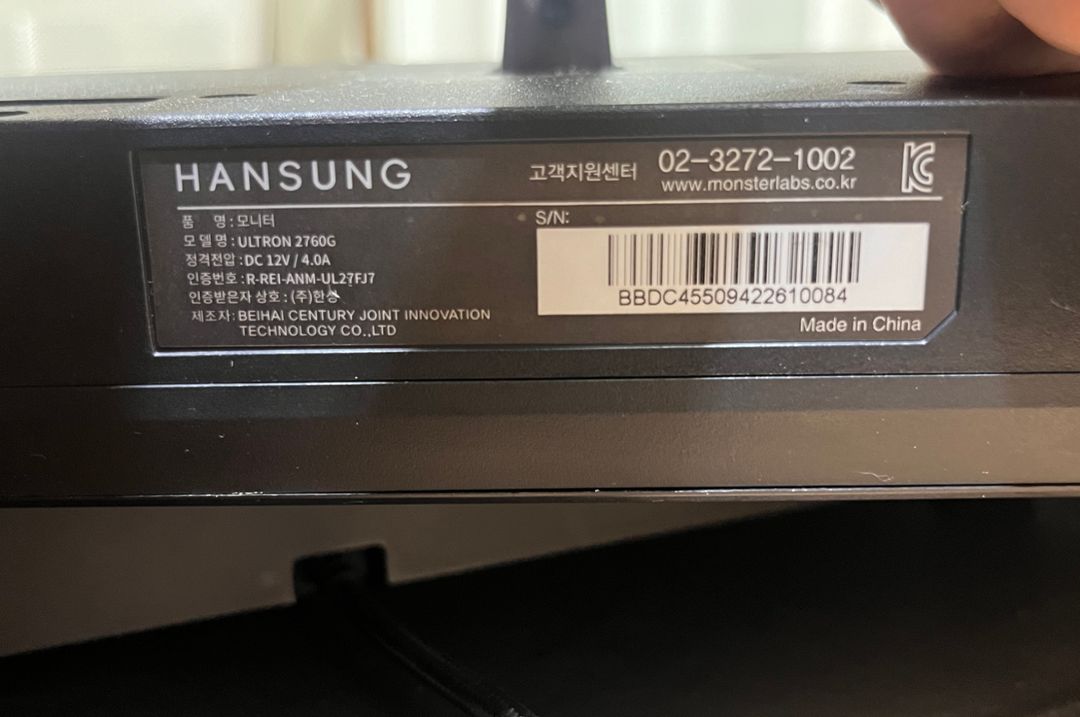 HANSUNG
고객지원센터 02-3272-1002
www.monsterlabs.co.kr
품 명 : 모니터
모 델 명 : ULTRON 2760G
정격전압 : DC 12V / 4.0A
인증번호 : R-REI-ANM-UL27FJ7
인증받은자 상호 : (주)한성
제조자 : BEIHAI CENTURY JOINT INNOVATION
TECHNOLOGY CO.,LTD
S/N:
BBDC45509422610084
Made in China